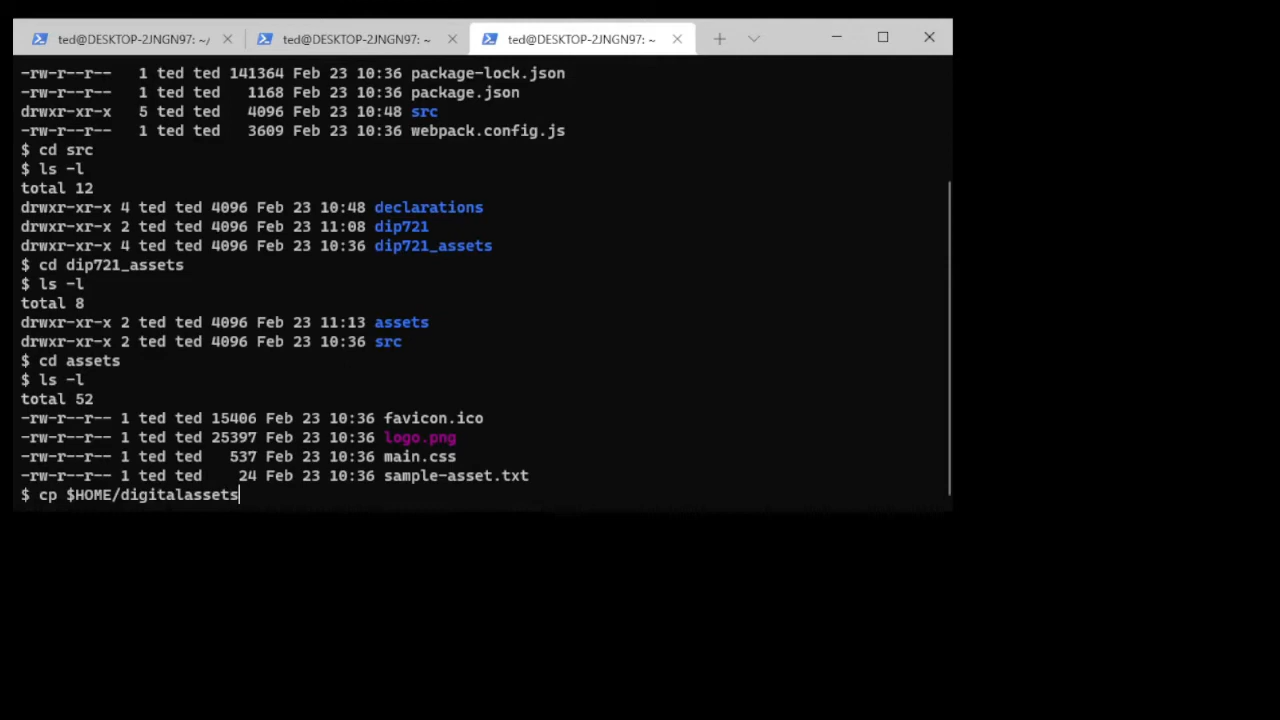 ted@DESKTOP-2JNGN97: ~/ ted@DESKTOP-2JNGN97: ~ ted@DESKTOP-2JNGN97: ~
-rw-r--r--   1 ted ted 141364 Feb 23 10:36 package-lock.json
-rw-r--r--   1 ted ted   1168 Feb 23 10:36 package.json
drwxr-xr-x   5 ted ted   4096 Feb 23 10:48 src
-rw-r--r--   1 ted ted   3609 Feb 23 10:36 webpack.config.js
$ cd src
$ ls -l
total 12
drwxr-xr-x 4 ted ted 4096 Feb 23 10:48 declarations
drwxr-xr-x 2 ted ted 4096 Feb 23 11:08 dip721
drwxr-xr-x 4 ted ted 4096 Feb 23 10:36 dip721_assets
$ cd dip721_assets
$ ls -l
total 8
drwxr-xr-x 2 ted ted 4096 Feb 23 11:13 assets
drwxr-xr-x 2 ted ted 4096 Feb 23 10:36 src
$ cd assets
$ ls -l
total 52
-rw-r--r-- 1 ted ted 15406 Feb 23 10:36 favicon.ico
-rw-r--r-- 1 ted ted 25397 Feb 23 10:36 logo.png
-rw-r--r-- 1 ted ted   537 Feb 23 10:36 main.css
-rw-r--r-- 1 ted ted    24 Feb 23 10:36 sample-asset.txt
$ cp $HOME/digitalassets